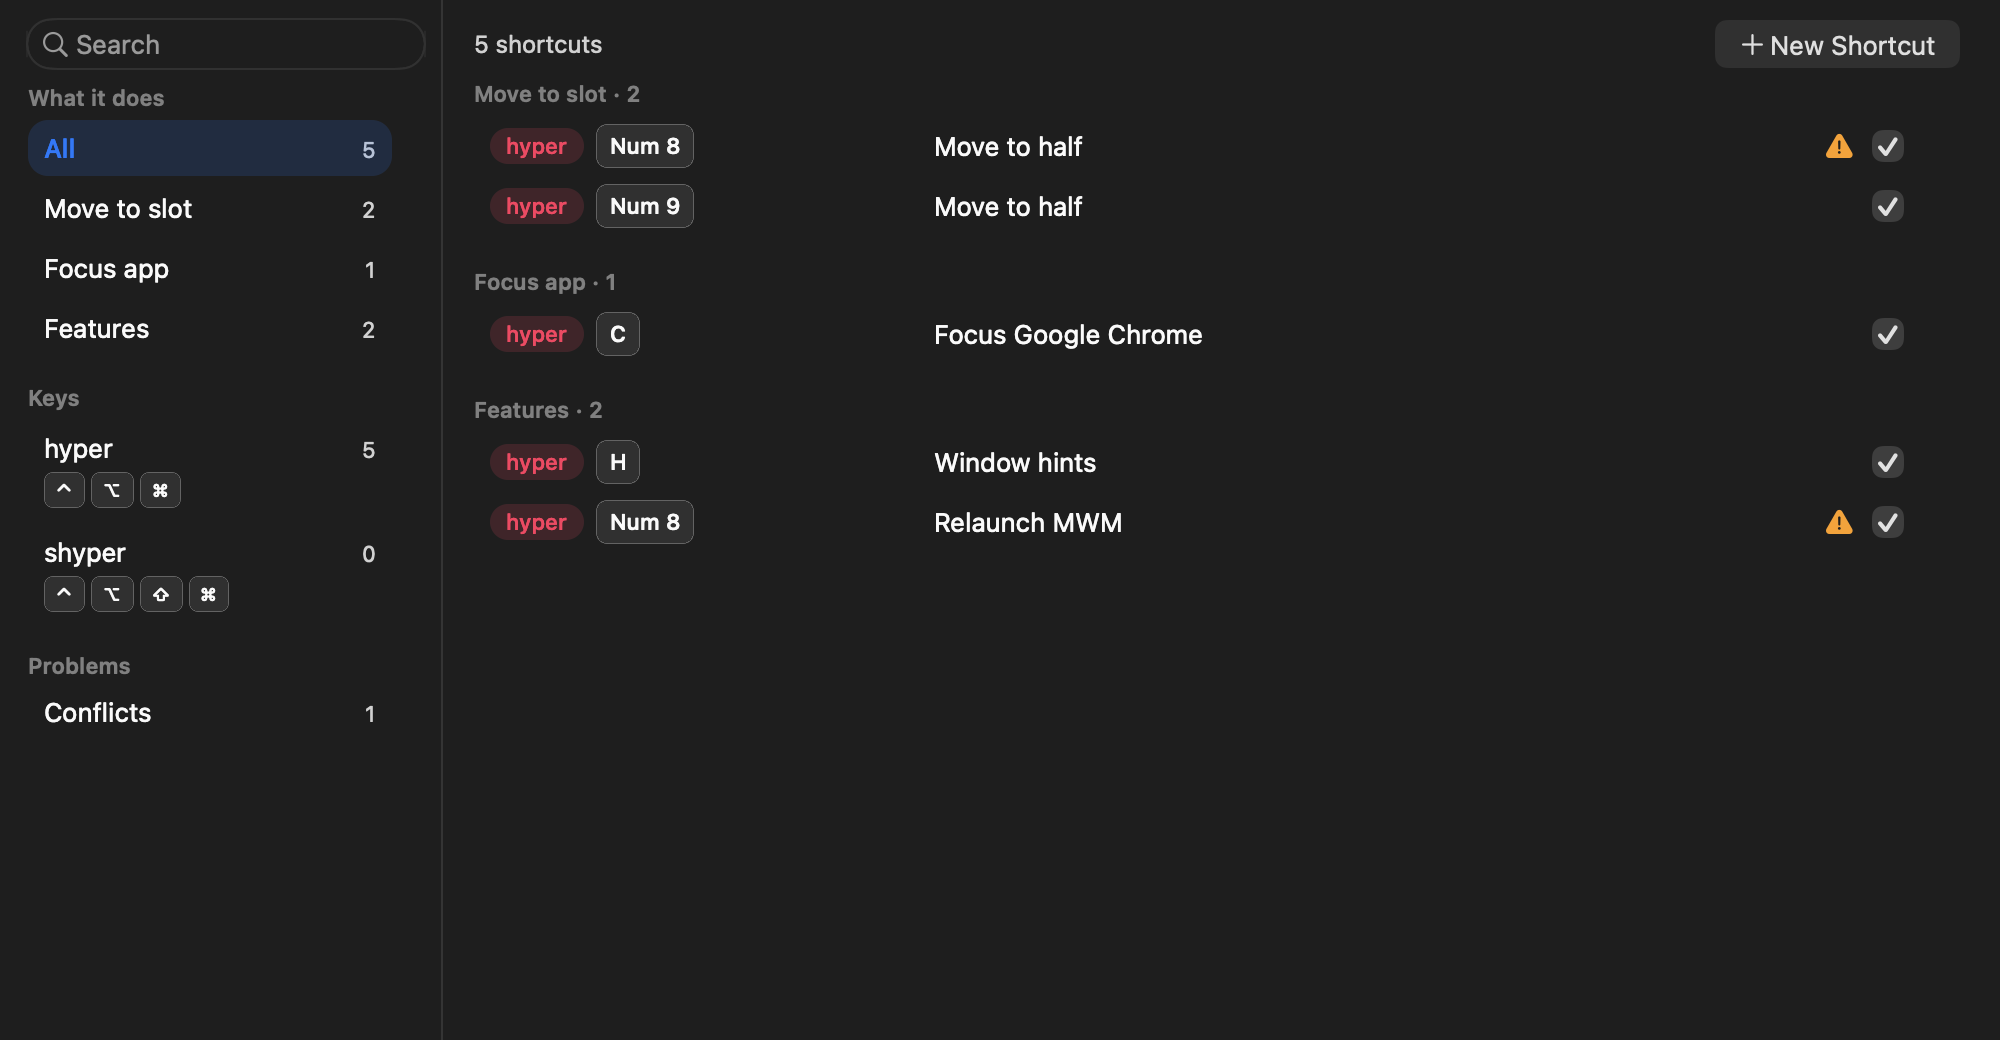 Search
What it does
All 5
Move to slot 2
Focus app 1
Features 2
Keys
hyper 5
^ ⌥ ⌘
shyper 0
^ ⌥ ⇧ ⌘
Problems
Conflicts 1
5 shortcuts
+ New Shortcut
Move to slot · 2
hyper Num 8 Move to half
hyper Num 9 Move to half
Focus app · 1
hyper C Focus Google Chrome
Features · 2
hyper H Window hints
hyper Num 8 Relaunch MWM